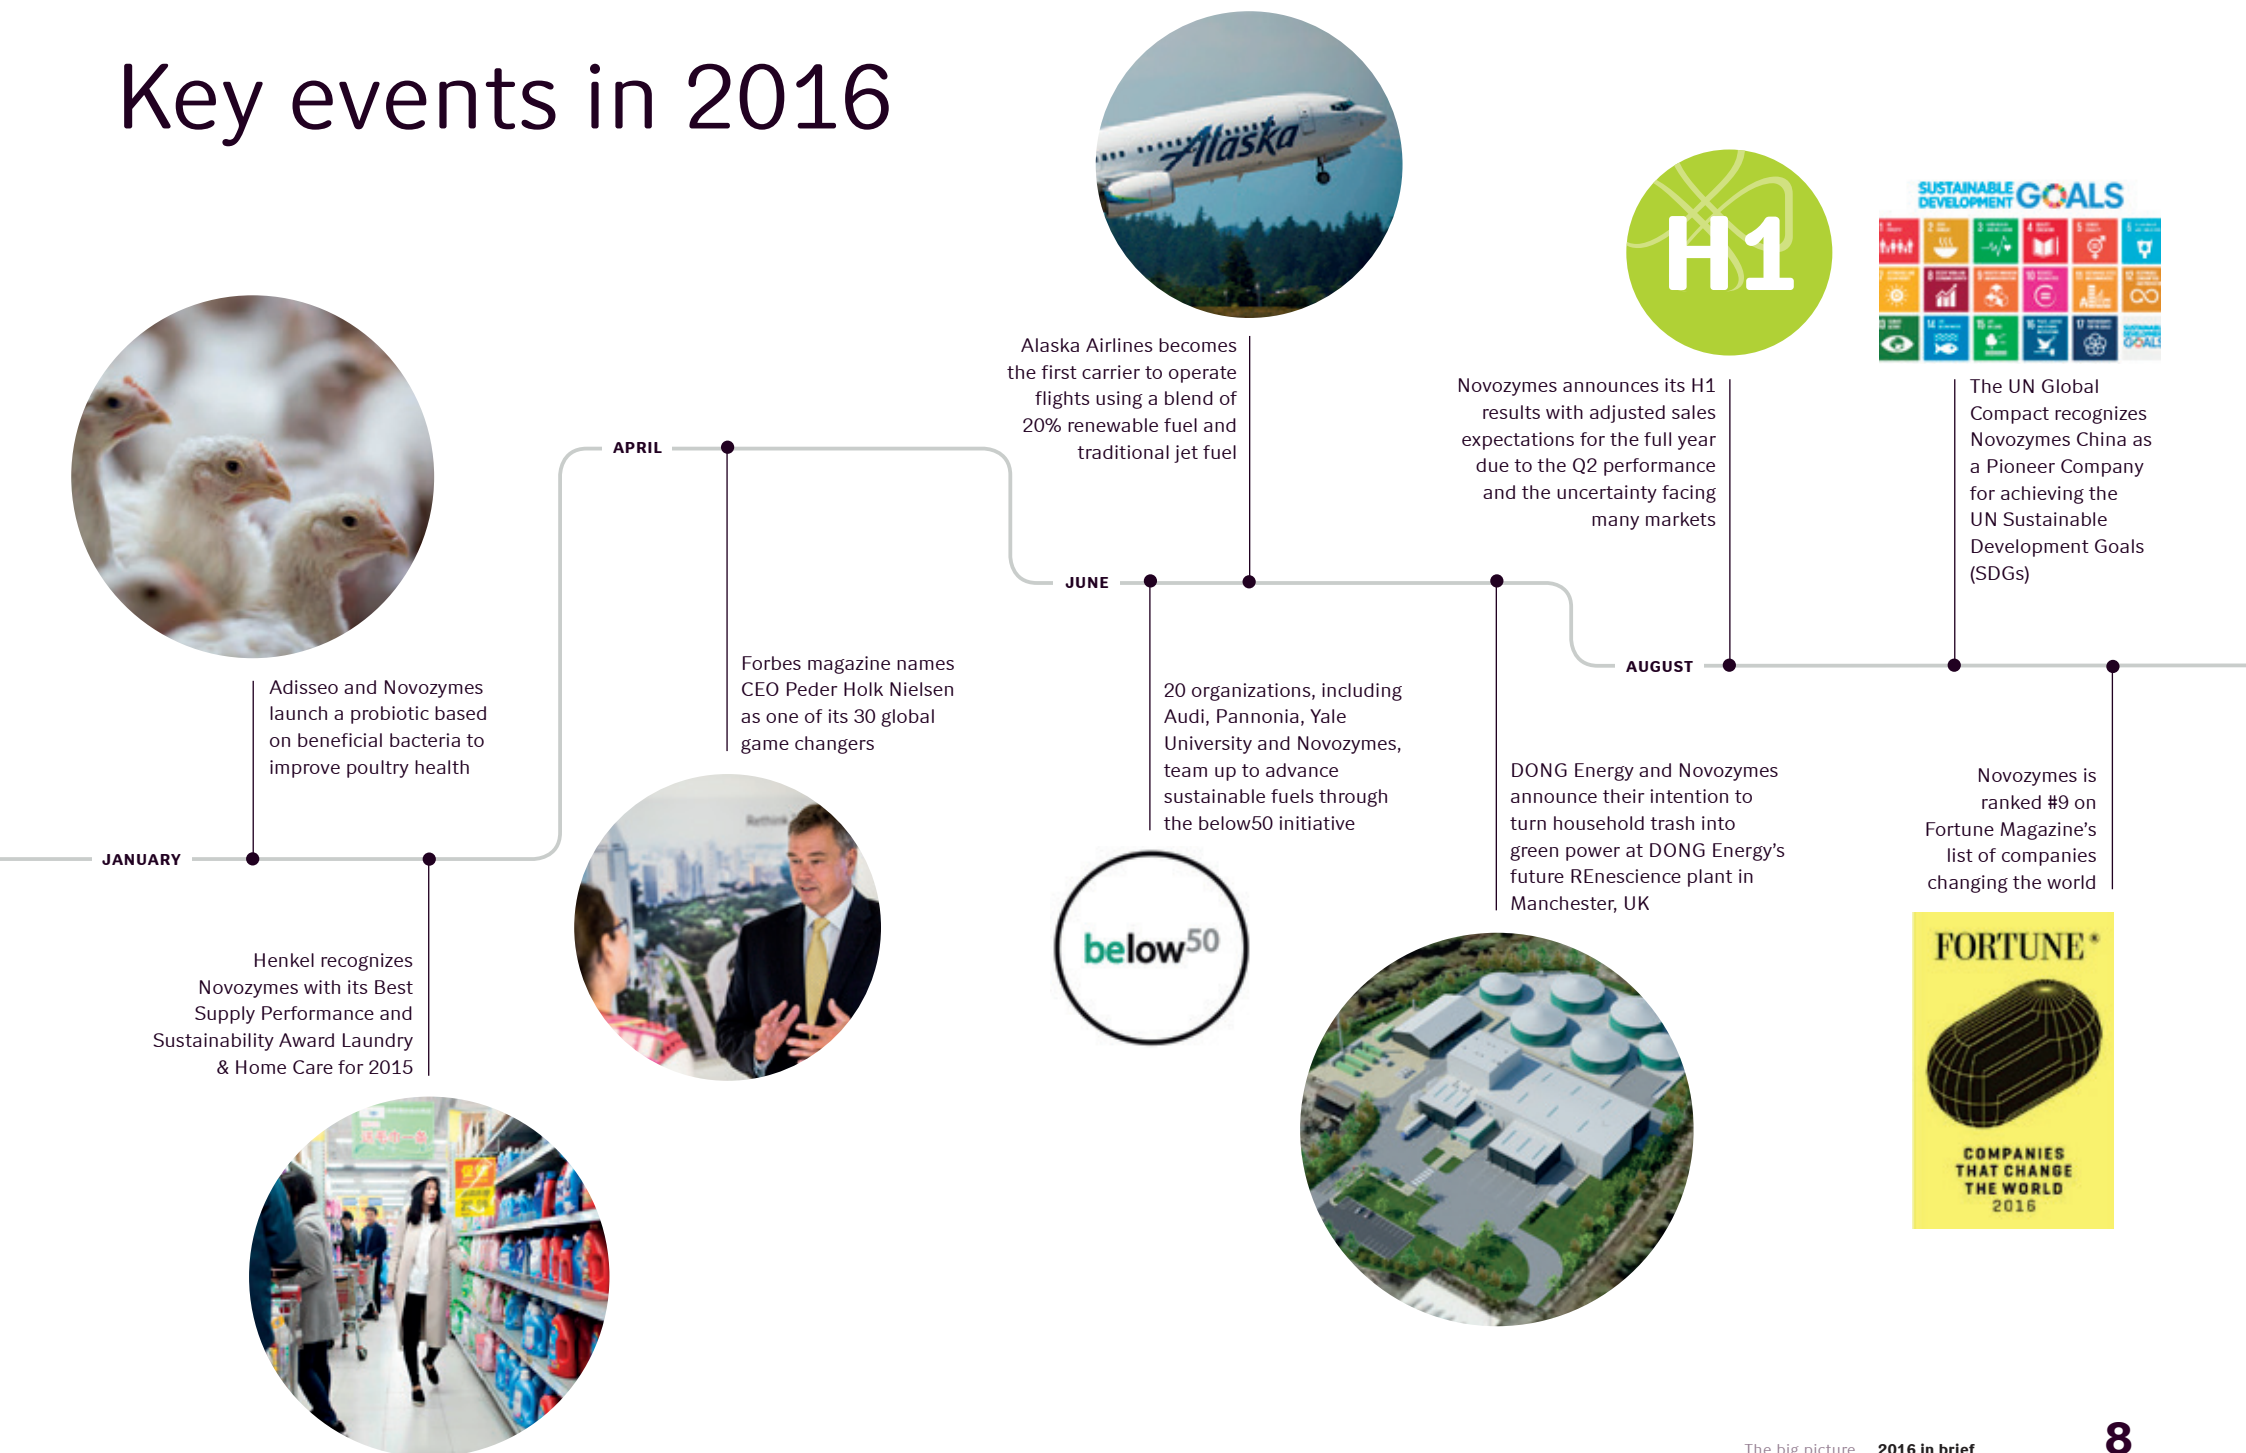 Key events in 2016
Alaska
H1
SUSTAINABLE
DEVELOPMENT GOALS
Alaska Airlines becomes
the first carrier to operate
flights using a blend of
20% renewable fuel and
traditional jet fuel
Novozymes announces its H1
results with adjusted sales
expectations for the full year
due to the Q2 performance
and the uncertainty facing
many markets
The UN Global
Compact recognizes
Novozymes China as
a Pioneer Company
for achieving the
UN Sustainable
Development Goals
(SDGs)
APRIL
JUNE
AUGUST
Adisseo and Novozymes
launch a probiotic based
on beneficial bacteria to
improve poultry health
Forbes magazine names
CEO Peder Holk Nielsen
as one of its 30 global
game changers
20 organizations, including
Audi, Pannonia, Yale
University and Novozymes,
team up to advance
sustainable fuels through
the below50 initiative
DONG Energy and Novozymes
announce their intention to
turn household trash into
green power at DONG Energy's
future REnescience plant in
Manchester, UK
Novozymes is
ranked #9 on
Fortune Magazine's
list of companies
changing the world
JANUARY
Rethink
below50
FORTUNE
COMPANIES
THAT CHANGE
THE WORLD
2016
Henkel recognizes
Novozymes with its Best
Supply Performance and
Sustainability Award Laundry
& Home Care for 2015
The big picture 2016 in brief 8